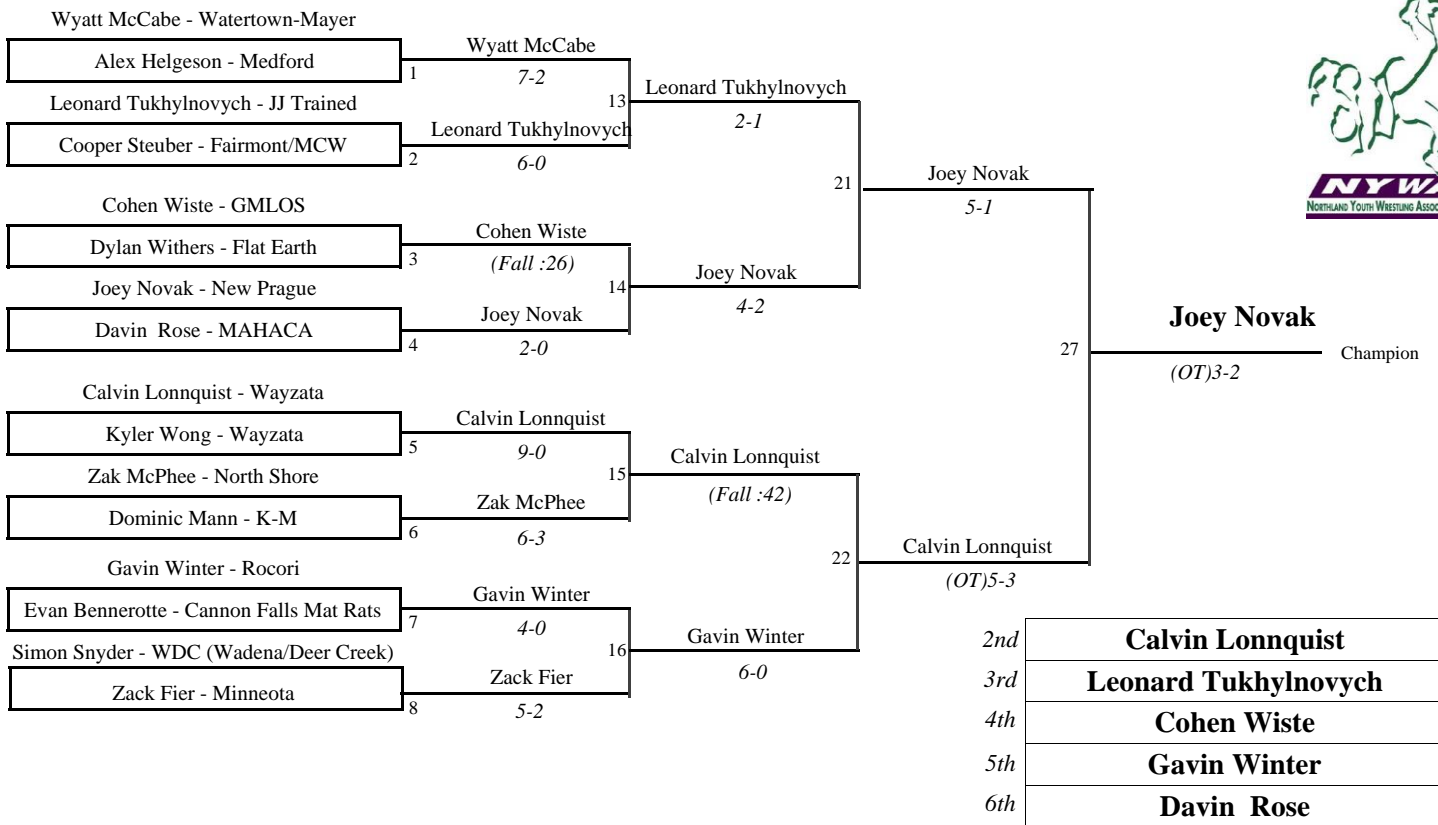 Wyatt McCabe - Watertown-Mayer
Alex Helgeson - Medford
1
Wyatt McCabe
7-2
Leonard Tukhylnovych - JJ Trained
Cooper Steuber - Fairmont/MCW
2
Leonard Tukhylnovych
6-0
13
Leonard Tukhylnovych
2-1
Cohen Wiste - GMLOS
Dylan Withers - Flat Earth
3
Cohen Wiste
(Fall :26)
Joey Novak - New Prague
Davin  Rose - MAHACA
4
Joey Novak
2-0
14
Joey Novak
4-2
21
Joey Novak
5-1
Calvin Lonnquist - Wayzata
Kyler Wong - Wayzata
5
Calvin Lonnquist
9-0
Zak McPhee - North Shore
Dominic Mann - K-M
6
Zak McPhee
6-3
15
Calvin Lonnquist
(Fall :42)
Gavin Winter - Rocori
Evan Bennerotte - Cannon Falls Mat Rats
7
Gavin Winter
4-0
Simon Snyder - WDC (Wadena/Deer Creek)
Zack Fier - Minneota
8
Zack Fier
5-2
16
Gavin Winter
6-0
22
Calvin Lonnquist
(OT)5-3
27
Joey Novak
Champion
(OT)3-2
NYWA
NORTHLAND YOUTH WRESTLING ASSOC
2nd Calvin Lonnquist
3rd Leonard Tukhylnovych
4th Cohen Wiste
5th Gavin Winter
6th Davin  Rose